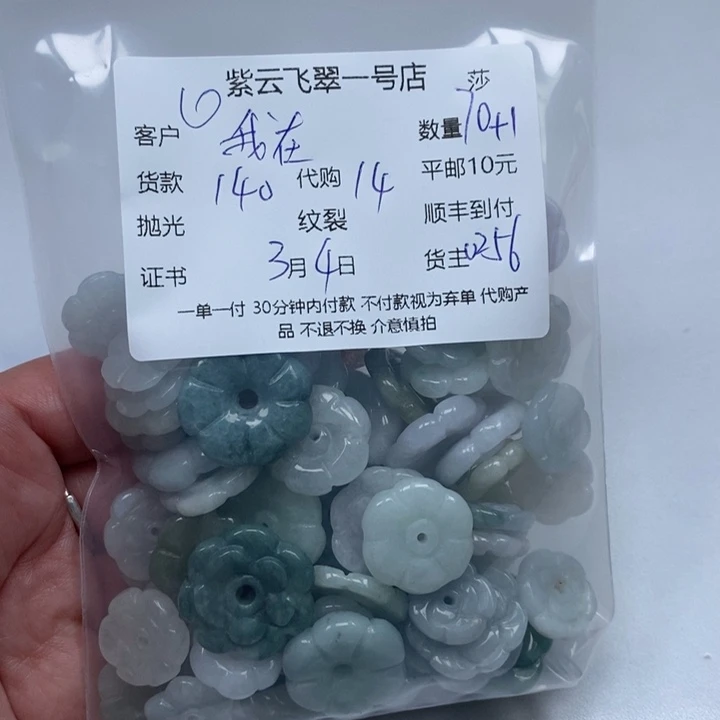 紫云飞翠一号店 莎
客户 我在 数量 70+1
货款 140 代购 14 平邮10元
抛光 纹裂 顺丰到付
证书 3月4日 货主 0256
一单一付 30分钟内付款 不付款视为弃单 代购产
品 不退不换 介意慎拍